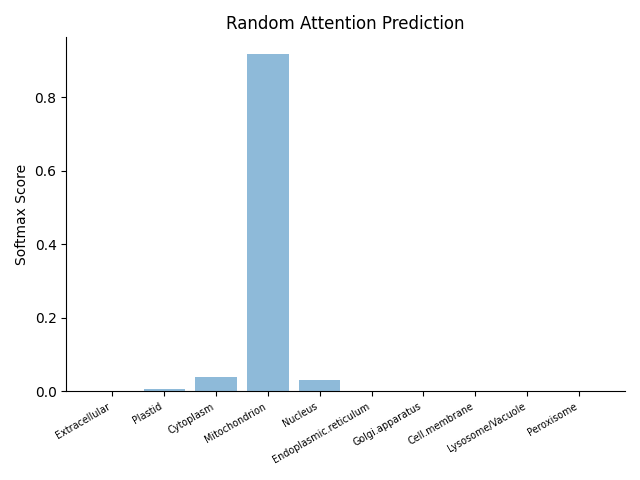 Random Attention Prediction
Softmax Score
0.8
0.6
0.4
0.2
0.0
Extracellular
Plastid
Cytoplasm
Mitochondrion
Nucleus
Endoplasmic.reticulum
Golgi.apparatus
Cell.membrane
Lysosome/Vacuole
Peroxisome